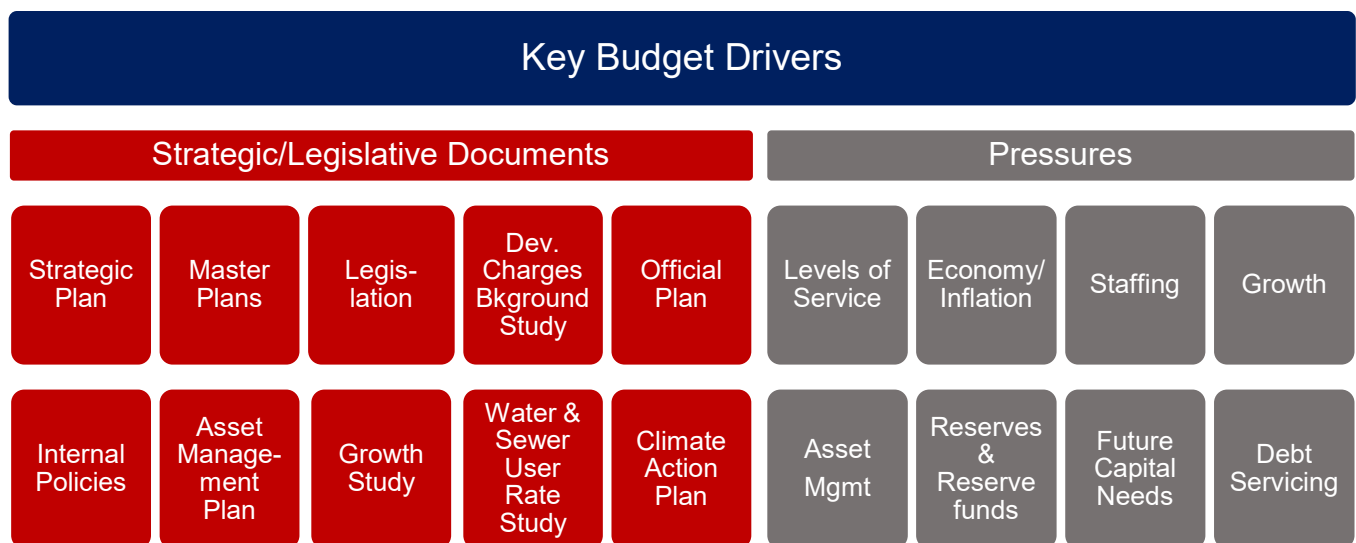 Key Budget Drivers
Strategic/Legislative Documents
Pressures
Strategic
Plan
Master
Plans
Legis-
lation
Dev.
Charges
Bkground
Study
Official
Plan
Levels of
Service
Economy/
Inflation
Staffing
Growth
Internal
Policies
Asset
Manage-
ment
Plan
Growth
Study
Water &
Sewer
User
Rate
Study
Climate
Action
Plan
Asset
Mgmt
Reserves
&
Reserve
funds
Future
Capital
Needs
Debt
Servicing